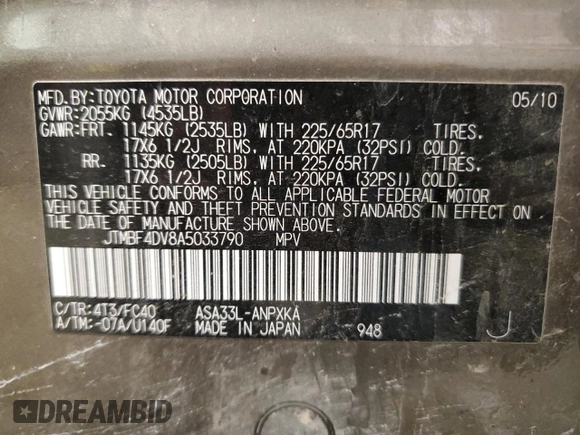 MFD.BY:TOYOTA MOTOR CORPORATION 05/10
GVWR:2055KG (4535LB)
GAWR:FRT. 1145KG (2535LB) WITH 225/65R17 TIRES.
17X6 1/2J RIMS, AT 220KPA (32PSI) COLD.
RR. 1135KG (2505LB) WITH 225/65R17 TIRES.
17X6 1/2J RIMS, AT 220KPA (32PSI) COLD.
THIS VEHICLE CONFORMS TO ALL APPLICABLE FEDERAL MOTOR
VEHICLE SAFETY AND THEFT PREVENTION STANDARDS IN EFFECT ON
THE DATE OF MANUFACTURE SHOWN ABOVE.
JTMBF4DV8A5033790 MPV
C/TR:4T3/FC40 ASA33L-ANPXKA
A/TM:-07A/U140F MADE IN JAPAN 948 J
DREAMBID